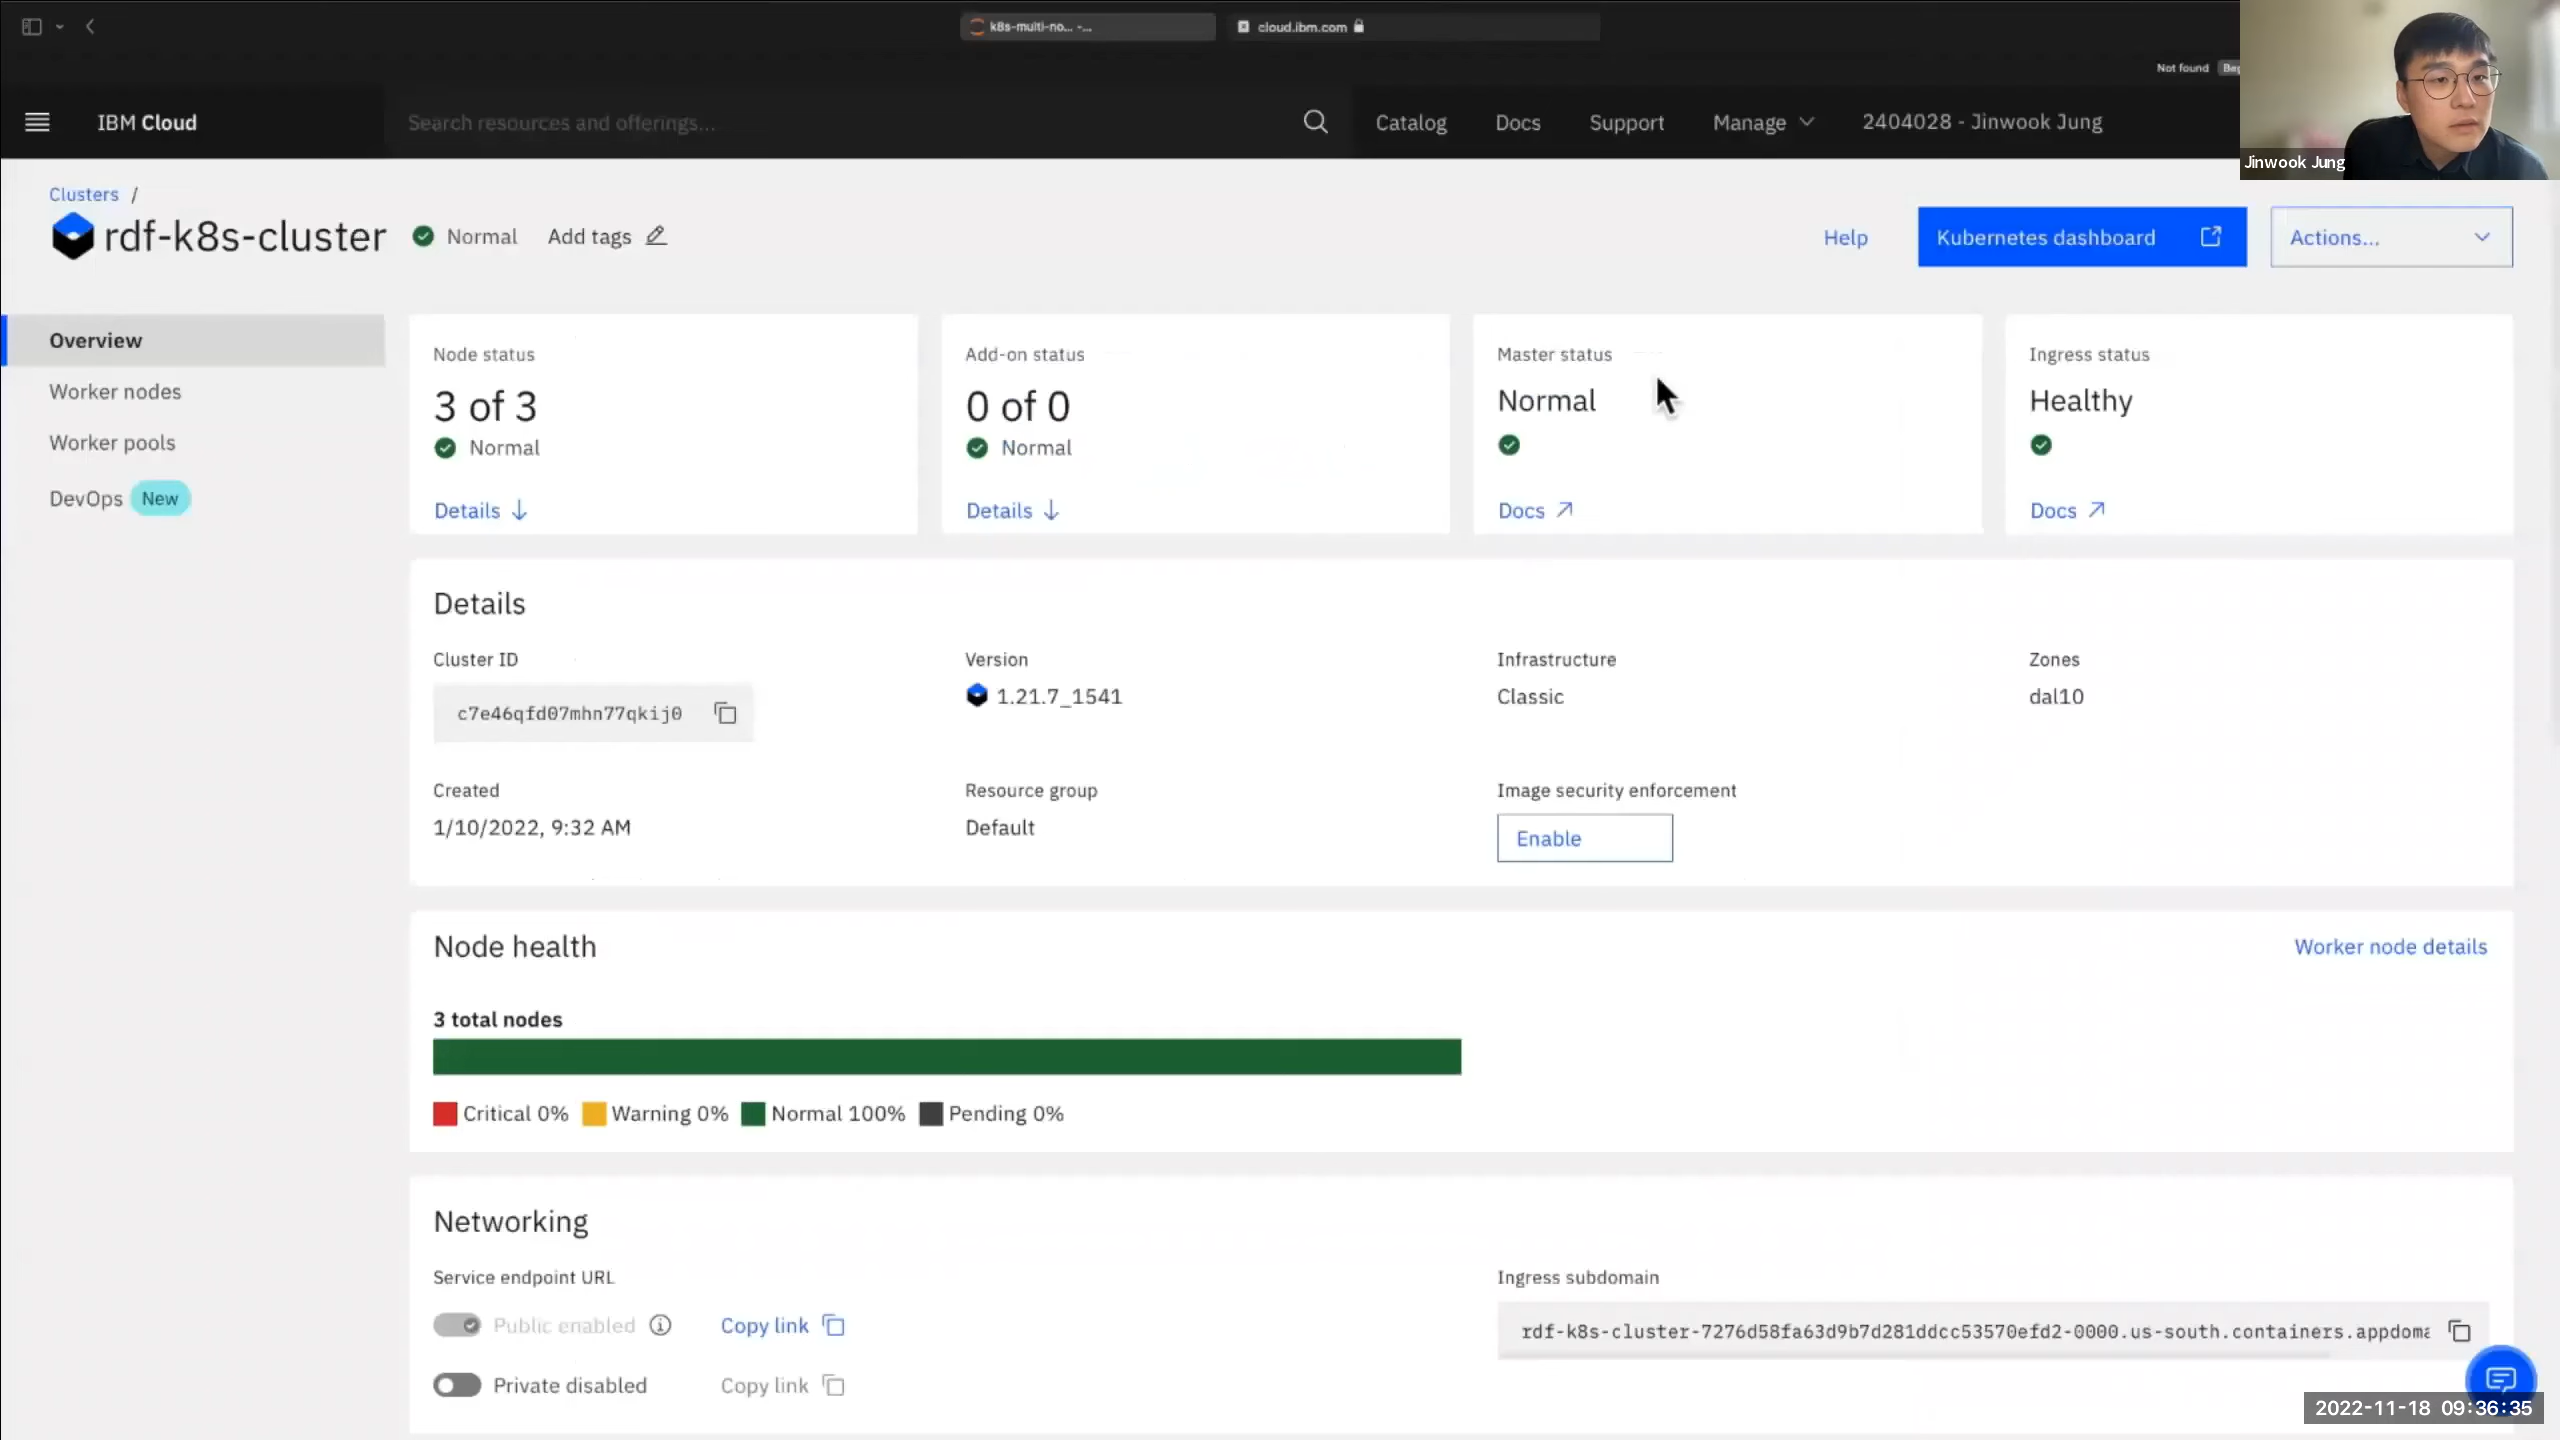 k8s-multi-no... -...
cloud.ibm.com
Not found
IBM Cloud
Search resources and offerings...
Catalog
Docs
Support
Manage
2404028 - Jinwook Jung
Jinwook Jung
Clusters /
rdf-k8s-cluster
Normal
Add tags
Help
Kubernetes dashboard
Actions...
Overview
Worker nodes
Worker pools
DevOps New
Node status
3 of 3
Normal
Details
Add-on status
0 of 0
Normal
Details
Master status
Normal
Docs
Ingress status
Healthy
Docs
Details
Cluster ID
c7e46qfd07mhn77qkij0
Version
1.21.7_1541
Infrastructure
Classic
Zones
dal10
Created
1/10/2022, 9:32 AM
Resource group
Default
Image security enforcement
Enable
Node health
Worker node details
3 total nodes
Critical 0% Warning 0% Normal 100% Pending 0%
Networking
Service endpoint URL
Public enabled
Copy link
Private disabled
Copy link
Ingress subdomain
rdf-k8s-cluster-7276d58fa63d9b7d281ddcc53570efd2-0000.us-south.containers.appdoma
2022-11-18 09:36:35